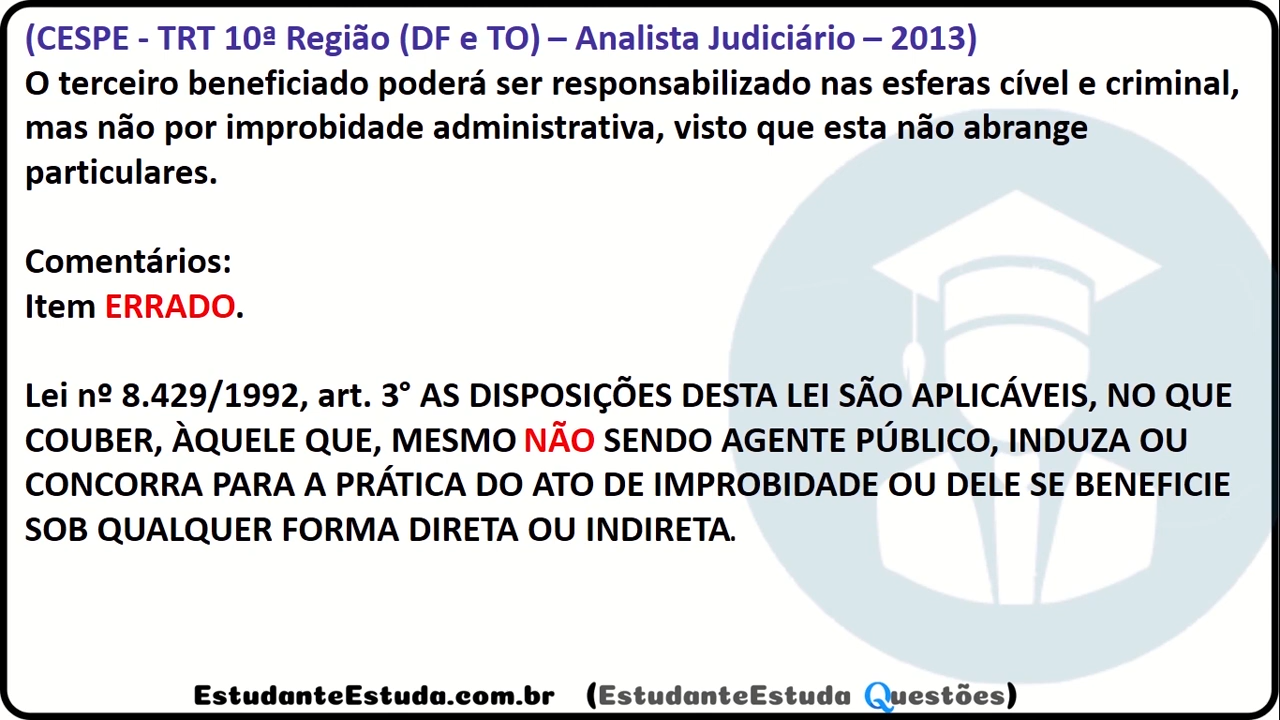 (CESPE - TRT 10ª Região (DF e TO) – Analista Judiciário – 2013)
O terceiro beneficiado poderá ser responsabilizado nas esferas cível e criminal,
mas não por improbidade administrativa, visto que esta não abrange
particulares.
Comentários:
Item ERRADO.
Lei nº 8.429/1992, art. 3° AS DISPOSIÇÕES DESTA LEI SÃO APLICÁVEIS, NO QUE
COUBER, ÀQUELE QUE, MESMO NÃO SENDO AGENTE PÚBLICO, INDUZA OU
CONCORRA PARA A PRÁTICA DO ATO DE IMPROBIDADE OU DELE SE BENEFICIE
SOB QUALQUER FORMA DIRETA OU INDIRETA.
EstudanteEstuda.com.br (EstudanteEstuda Questões)